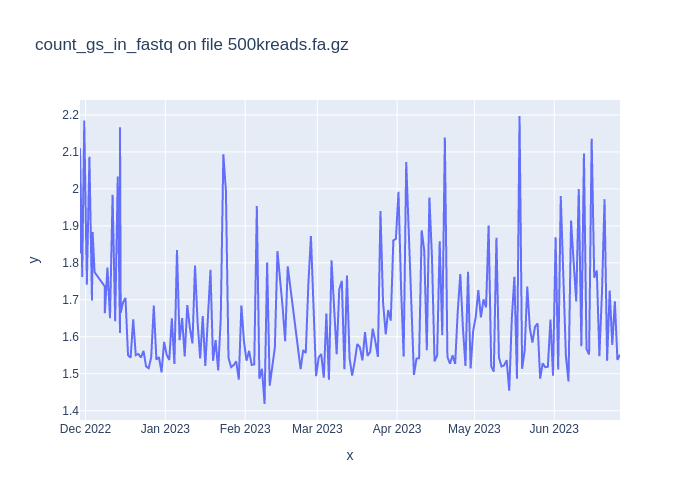 count_gs_in_fastq on file 500kreads.fa.gz
2.2
2.1
2
1.9
1.8
1.7
1.6
1.5
1.4
y
Dec 2022 Jan 2023 Feb 2023 Mar 2023 Apr 2023 May 2023 Jun 2023
x